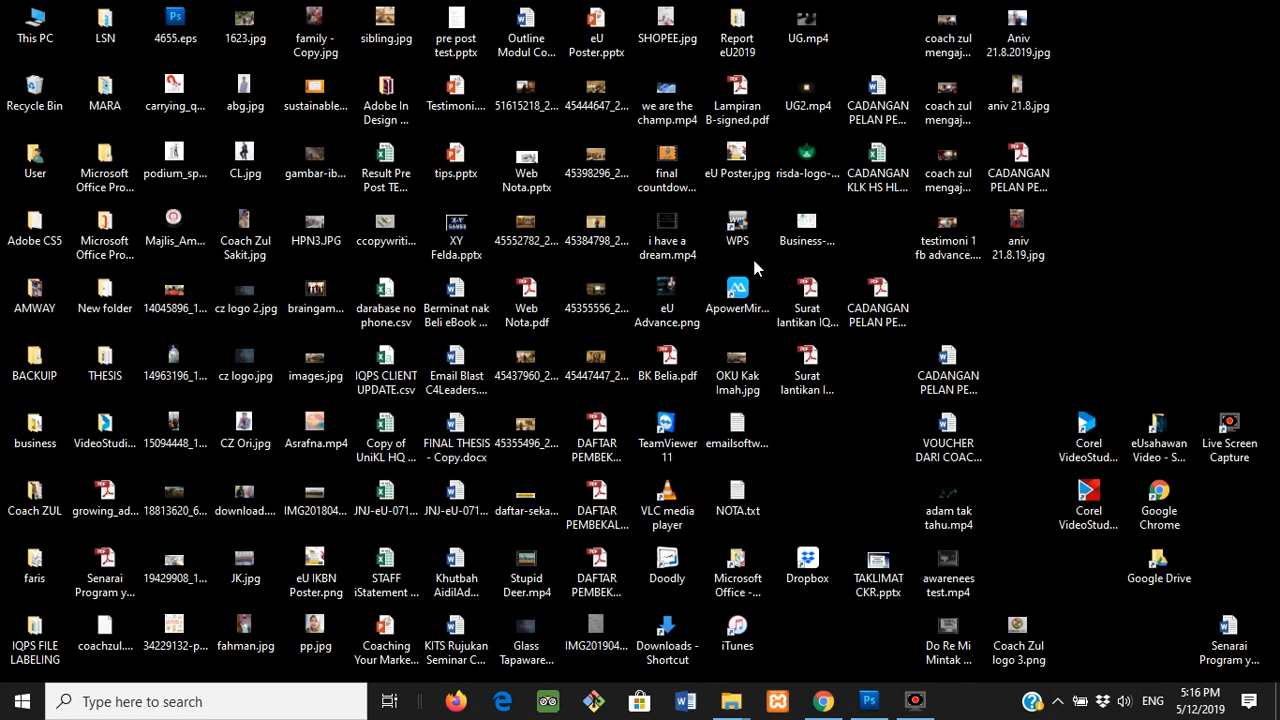 This PC
LSN
4655.eps
1623.jpg
family -
Copy.jpg
sibling.jpg
pre post
test.pptx
Outline
Modul Co...
eU
Poster.pptx
SHOPEE.jpg
Report
eU2019
UG.mp4
coach zul
mengaj...
Aniv
21.8.2019.jpg
Recycle Bin
MARA
carrying_q...
abg.jpg
sustainable...
Adobe In
Design ...
Testimoni....
51615218_2...
45444647_2...
we are the
champ.mp4
Lampiran
B-signed.pdf
UG2.mp4
CADANGAN
PELAN PE...
coach zul
mengaj...
aniv 21.8.jpg
User
Microsoft
Office Pro...
podium_sp...
CL.jpg
gambar-ib...
Result Pre
Post TE...
tips.pptx
Web
Nota.pptx
45398296_2...
final
countdow...
eU Poster.jpg
risda-logo-...
CADANGAN
KLK HS HL...
coach zul
mengaj...
CADANGAN
PELAN PE...
Adobe CS5
Microsoft
Office Pro...
Majlis_Am...
Coach Zul
Sakit.jpg
HPN3.JPG
ccopywriti...
XY
Felda.pptx
45552782_2...
45384798_2...
i have a
dream.mp4
WPS
Business-...
testimoni 1
fb advance....
aniv
21.8.19.jpg
AMWAY
New folder
14045896_1...
cz logo 2.jpg
braingam...
darabase no
phone.csv
Berminat nak
Beli eBook ...
Web
Nota.pdf
45355556_2...
eU
Advance.png
ApowerMir...
Surat
lantikan IQ...
CADANGAN
PELAN PE...
BACKUIP
THESIS
14963196_1...
cz logo.jpg
images.jpg
IQPS CLIENT
UPDATE.csv
Email Blast
C4Leaders....
45437960_2...
45447447_2...
BK Belia.pdf
OKU Kak
Imah.jpg
Surat
lantikan I...
CADANGAN
PELAN PE...
business
VideoStudi...
15094448_1...
CZ Ori.jpg
Asrafna.mp4
Copy of
UniKL HQ ...
FINAL THESIS
- Copy.docx
45355496_2...
DAFTAR
PEMBEK...
TeamViewer
11
emailsoftw...
VOUCHER
DARI COAC...
Corel
VideoStud...
eUsahawan
Video - S...
Live Screen
Capture
Coach ZUL
growing_ad...
18813620_6...
download....
IMG201804...
JNJ-eU-071...
JNJ-eU-071...
daftar-seka...
DAFTAR
PEMBEKAL...
VLC media
player
NOTA.txt
adam tak
tahu.mp4
Corel
VideoStud...
Google
Chrome
faris
Senarai
Program y...
19429908_1...
JK.jpg
eU IKBN
Poster.png
STAFF
iStatement ...
Khutbah
AidilAd...
Stupid
Deer.mp4
DAFTAR
PEMBEK...
Doodly
Microsoft
Office - ...
Dropbox
TAKLIMAT
CKR.pptx
awarenees
test.mp4
Google Drive
IQPS FILE
LABELING
coachzul....
34229132-p...
fahman.jpg
pp.jpg
Coaching
Your Marke...
KITS Rujukan
Seminar C...
Glass
Tapaware...
IMG201904...
Downloads -
Shortcut
iTunes
Do Re Mi
Mintak ...
Coach Zul
logo 3.png
Senarai
Program y...
Type here to search
ENG
5:16 PM
5/12/2019